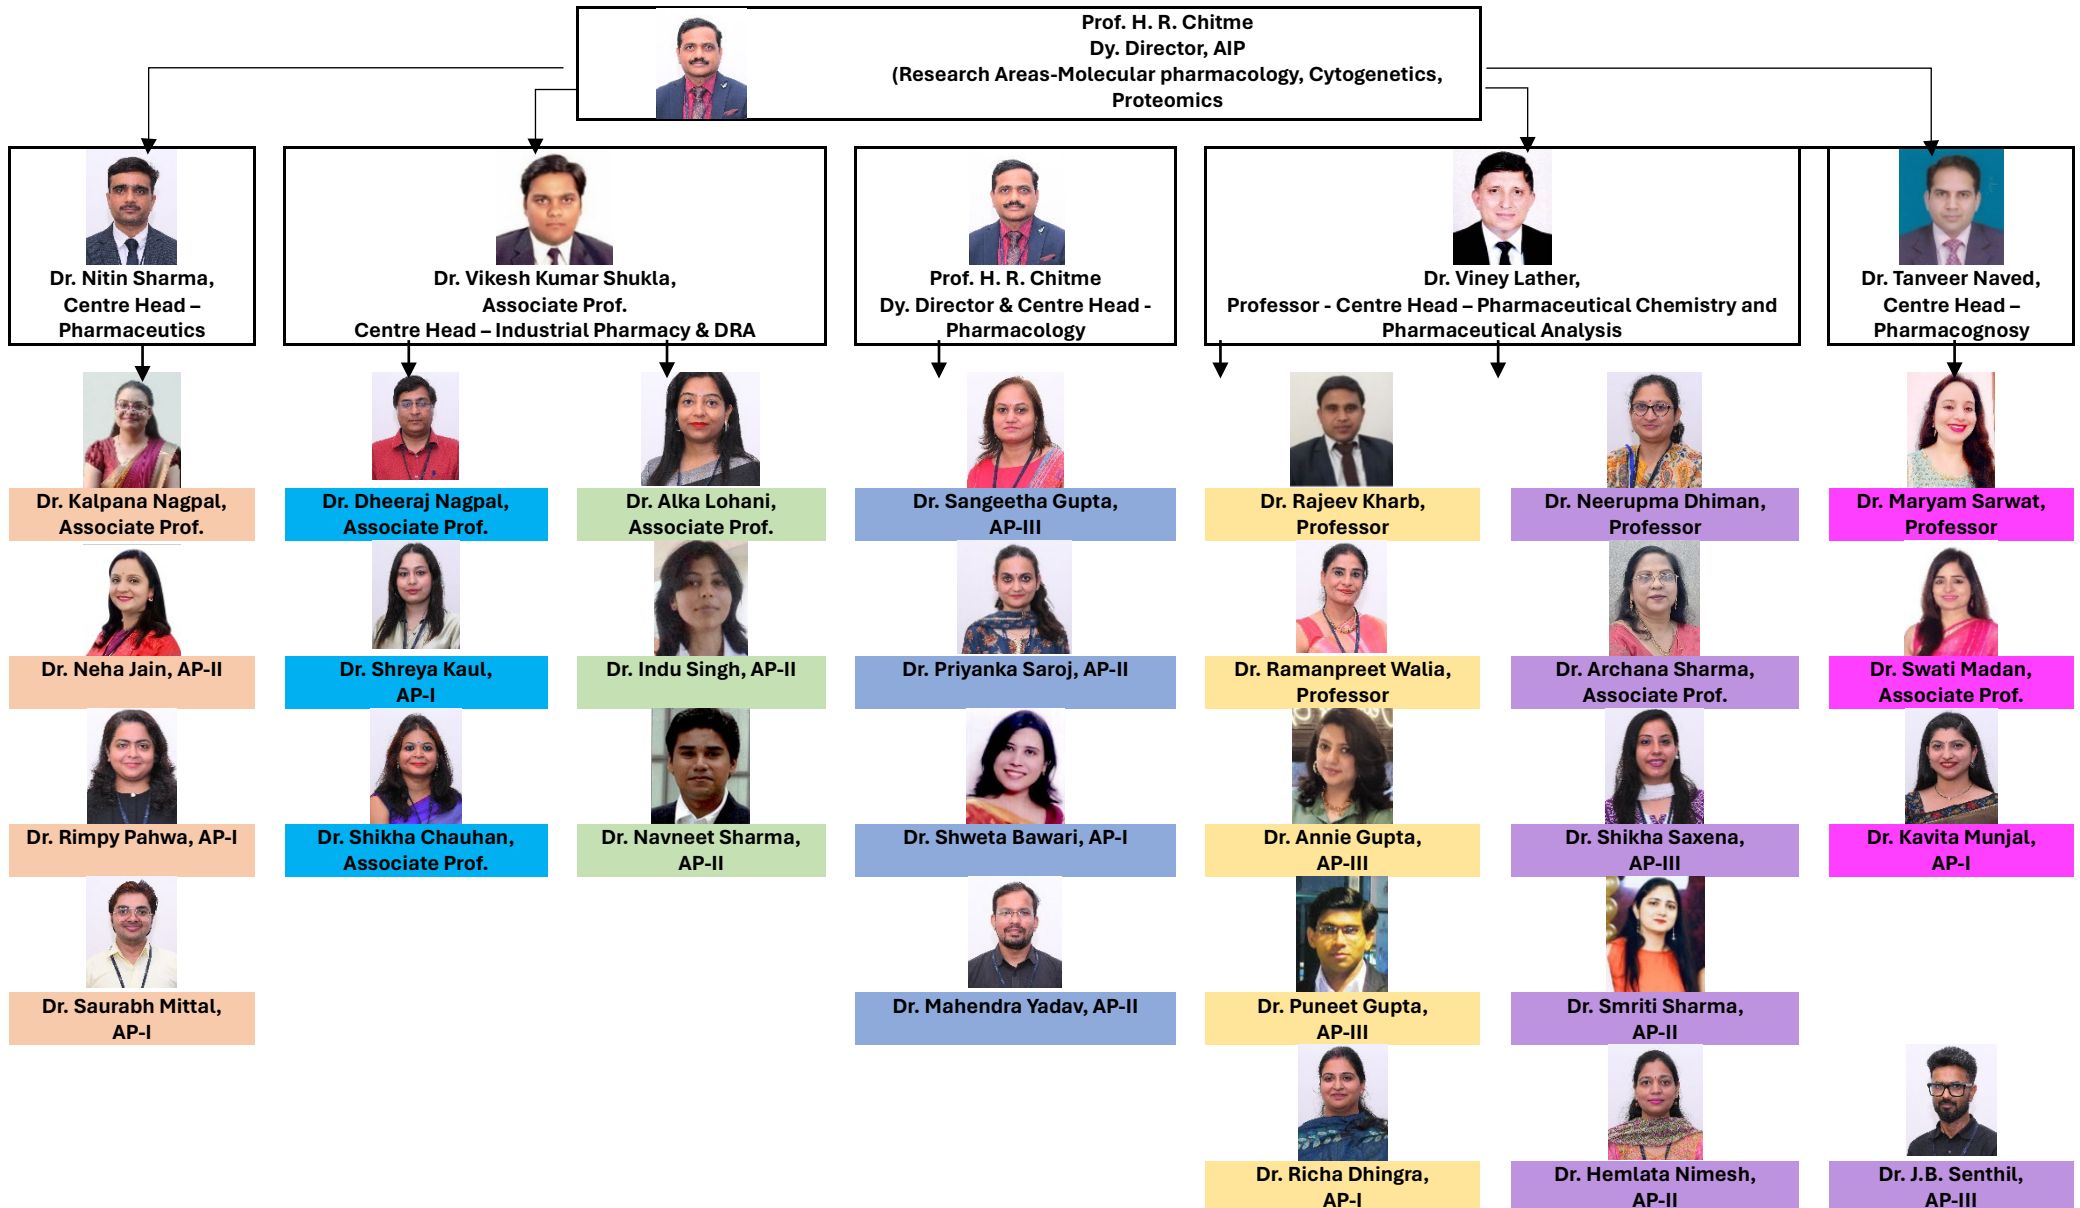 Prof. H. R. Chitme
Dy. Director, AIP
(Research Areas-Molecular pharmacology, Cytogenetics,
Proteomics
Dr. Nitin Sharma,
Centre Head –
Pharmaceutics
Dr. Vikesh Kumar Shukla,
Associate Prof.
Centre Head – Industrial Pharmacy & DRA
Prof. H. R. Chitme
Dy. Director & Centre Head -
Pharmacology
Dr. Viney Lather,
Professor - Centre Head – Pharmaceutical Chemistry and
Pharmaceutical Analysis
Dr. Tanveer Naved,
Centre Head –
Pharmacognosy
Dr. Kalpana Nagpal,
Associate Prof.
Dr. Dheeraj Nagpal,
Associate Prof.
Dr. Alka Lohani,
Associate Prof.
Dr. Sangeetha Gupta,
AP-III
Dr. Rajeev Kharb,
Professor
Dr. Neerupma Dhiman,
Professor
Dr. Maryam Sarwat,
Professor
Dr. Neha Jain, AP-II
Dr. Shreya Kaul,
AP-I
Dr. Indu Singh, AP-II
Dr. Priyanka Saroj, AP-II
Dr. Ramanpreet Walia,
Professor
Dr. Archana Sharma,
Associate Prof.
Dr. Swati Madan,
Associate Prof.
Dr. Rimpy Pahwa, AP-I
Dr. Shikha Chauhan,
Associate Prof.
Dr. Navneet Sharma,
AP-II
Dr. Shweta Bawari, AP-I
Dr. Annie Gupta,
AP-III
Dr. Shikha Saxena,
AP-III
Dr. Kavita Munjal,
AP-I
Dr. Saurabh Mittal,
AP-I
Dr. Mahendra Yadav, AP-II
Dr. Puneet Gupta,
AP-III
Dr. Smriti Sharma,
AP-II
Dr. Richa Dhingra,
AP-I
Dr. Hemlata Nimesh,
AP-II
Dr. J.B. Senthil,
AP-III